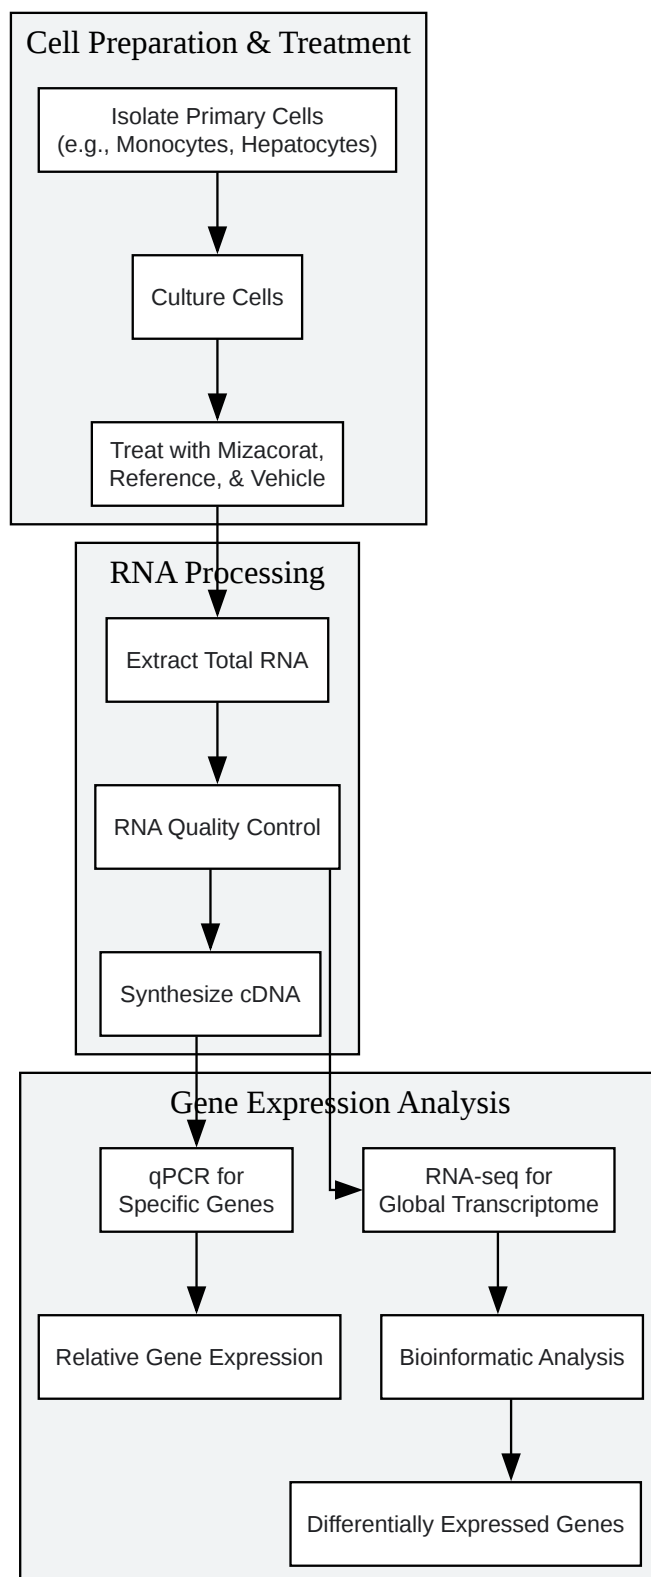 Cell Preparation & Treatment
Isolate Primary Cells
(e.g., Monocytes, Hepatocytes)
Culture Cells
Treat with Mizacorat,
Reference, & Vehicle
RNA Processing
Extract Total RNA
RNA Quality Control
Synthesize cDNA
Gene Expression Analysis
qPCR for
Specific Genes
RNA-seq for
Global Transcriptome
Relative Gene Expression
Bioinformatic Analysis
Differentially Expressed Genes